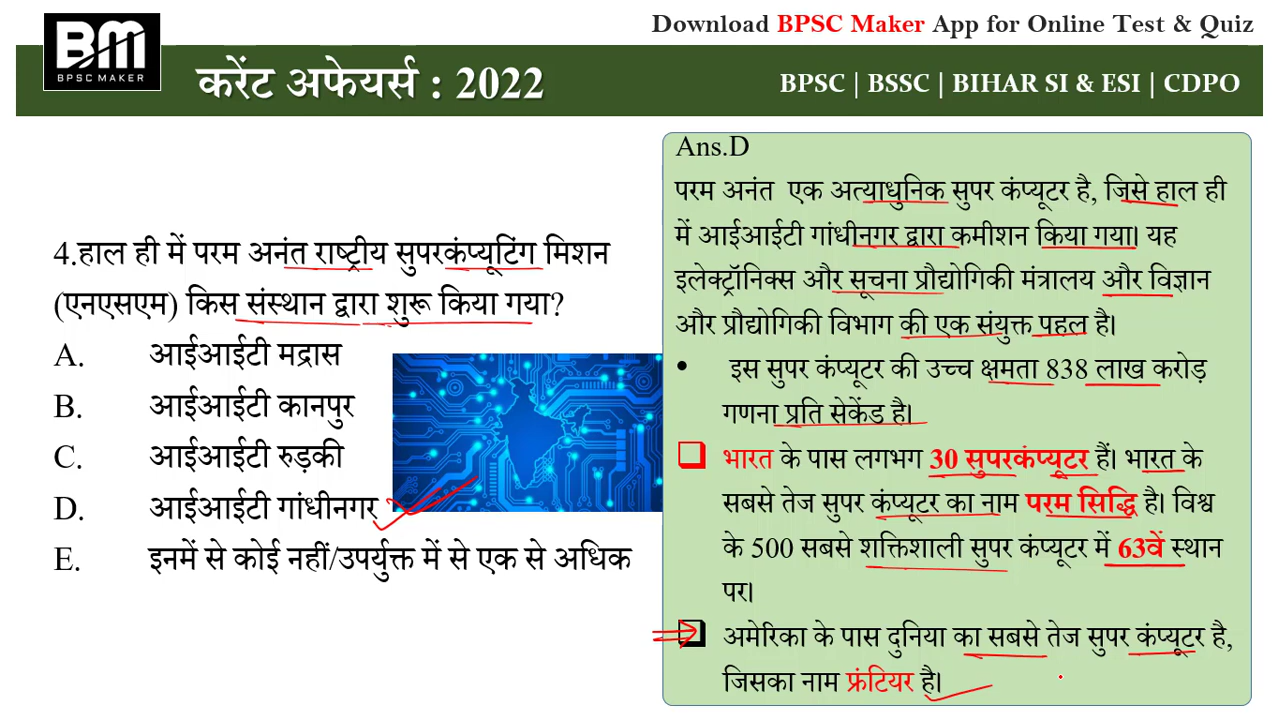 Download BPSC Maker App for Online Test & Quiz
BM
BPSC MAKER
करेंट अफेयर्स : 2022
BPSC | BSSC | BIHAR SI & ESI | CDPO
4.हाल ही में परम अनंत राष्ट्रीय सुपरकंप्यूटिंग मिशन
(एनएसएम) किस संस्थान द्वारा शुरू किया गया?
A. आईआईटी मद्रास
B. आईआईटी कानपुर
C. आईआईटी रुड़की
D. आईआईटी गांधीनगर
E. इनमें से कोई नहीं/उपर्युक्त में से एक से अधिक
Ans.D
परम अनंत एक अत्याधुनिक सुपर कंप्यूटर है, जिसे हाल ही
में आईआईटी गांधीनगर द्वारा कमीशन किया गया। यह
इलेक्ट्रॉनिक्स और सूचना प्रौद्योगिकी मंत्रालय और विज्ञान
और प्रौद्योगिकी विभाग की एक संयुक्त पहल है।
• इस सुपर कंप्यूटर की उच्च क्षमता 838 लाख करोड़
गणना प्रति सेकेंड है।
भारत के पास लगभग 30 सुपरकंप्यूटर हैं। भारत के
सबसे तेज सुपर कंप्यूटर का नाम परम सिद्धि है। विश्व
के 500 सबसे शक्तिशाली सुपर कंप्यूटर में 63वें स्थान
पर।
अमेरिका के पास दुनिया का सबसे तेज सुपर कंप्यूटर है,
जिसका नाम फ्रंटियर है।